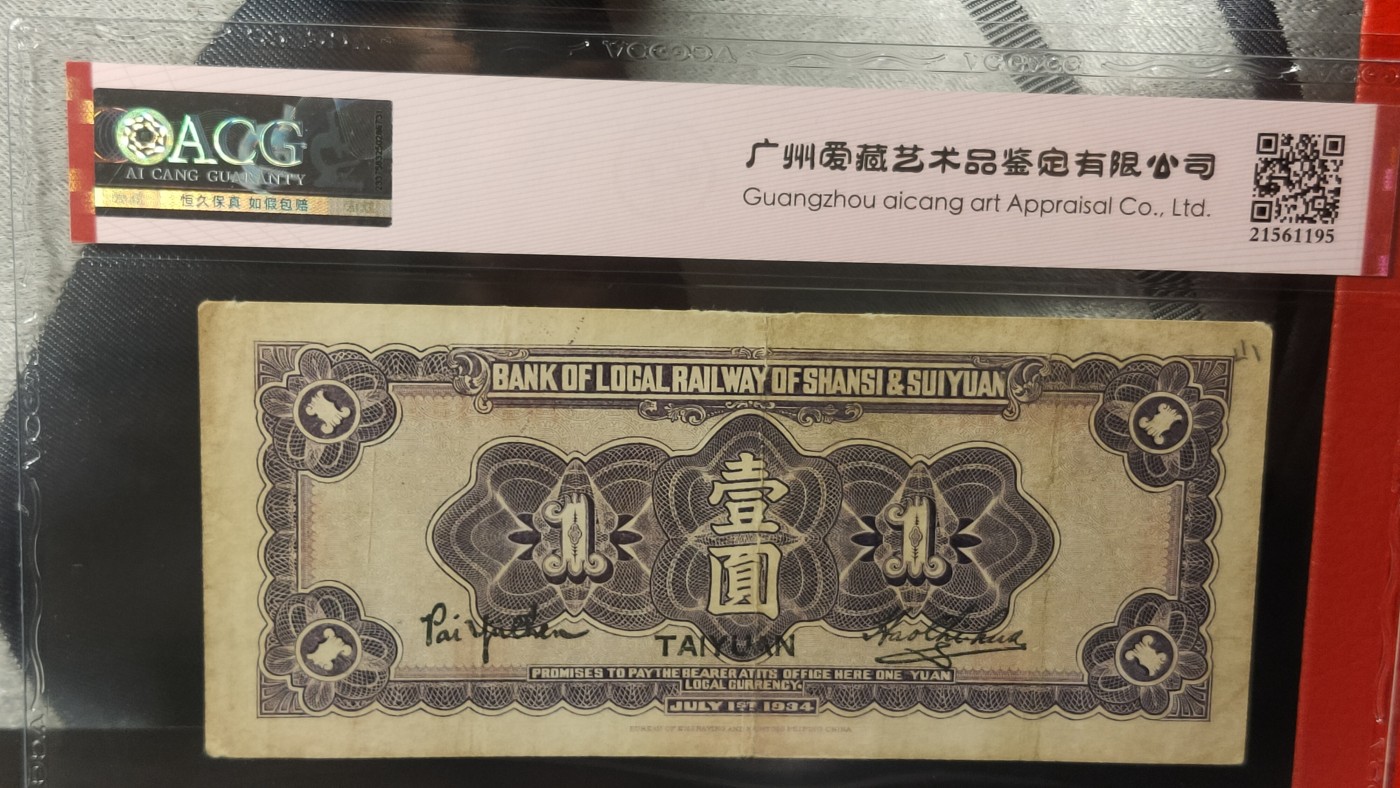 ACG
AI CANG GUARANTY
恒久保真 如假包赔
广州爱藏艺术品鉴定有限公司
Guangzhou aicang art Appraisal Co., Ltd.
21561195
BANK OF LOCAL RAILWAY OF SHANSI & SUIYUAN
壹圓
1 1
TAIYUAN
PROMISES TO PAY THE BEARER AT ITS OFFICE HERE ONE YUAN
LOCAL CURRENCY.
JULY 1ST 1934